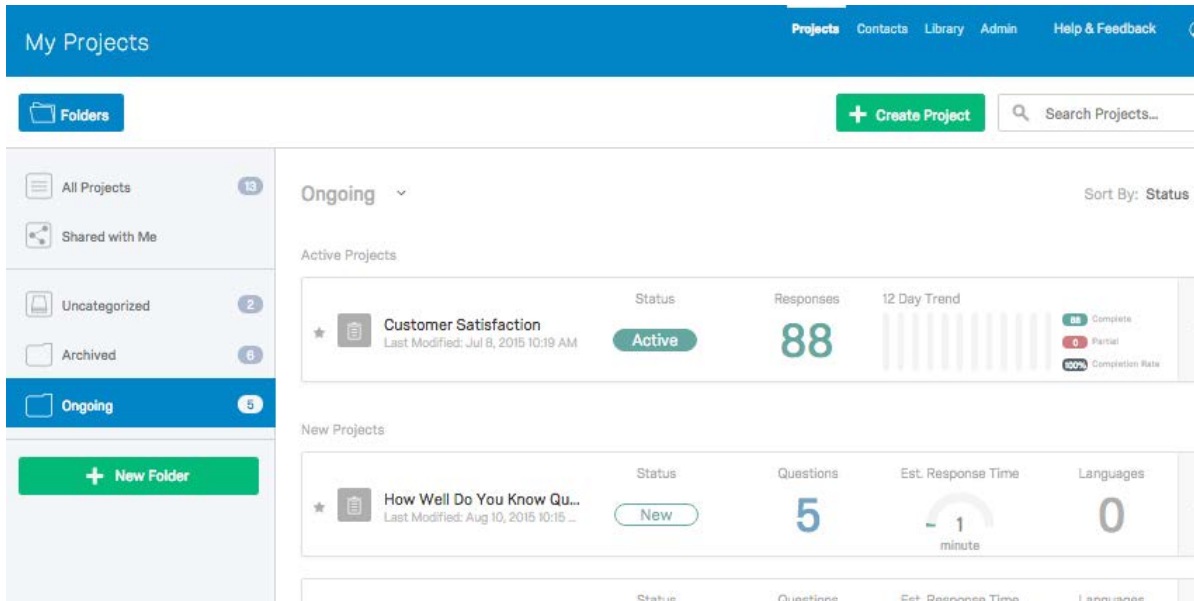 My Projects
Projects Contacts Library Admin Help & Feedback
Folders
+ Create Project
Search Projects...
All Projects 13
Shared with Me
Uncategorized 2
Archived 6
Ongoing 5
+ New Folder
Ongoing
Sort By: Status
Active Projects
Status Responses 12 Day Trend
Customer Satisfaction
Last Modified: Jul 8, 2015 10:19 AM
Active
88
88 Complete
0 Partial
100% Completion Rate
New Projects
Status Questions Est. Response Time Languages
How Well Do You Know Qu...
Last Modified: Aug 10, 2015 10:15 ...
New
5
1
minute
0
Status Questions Est. Response Time Languages